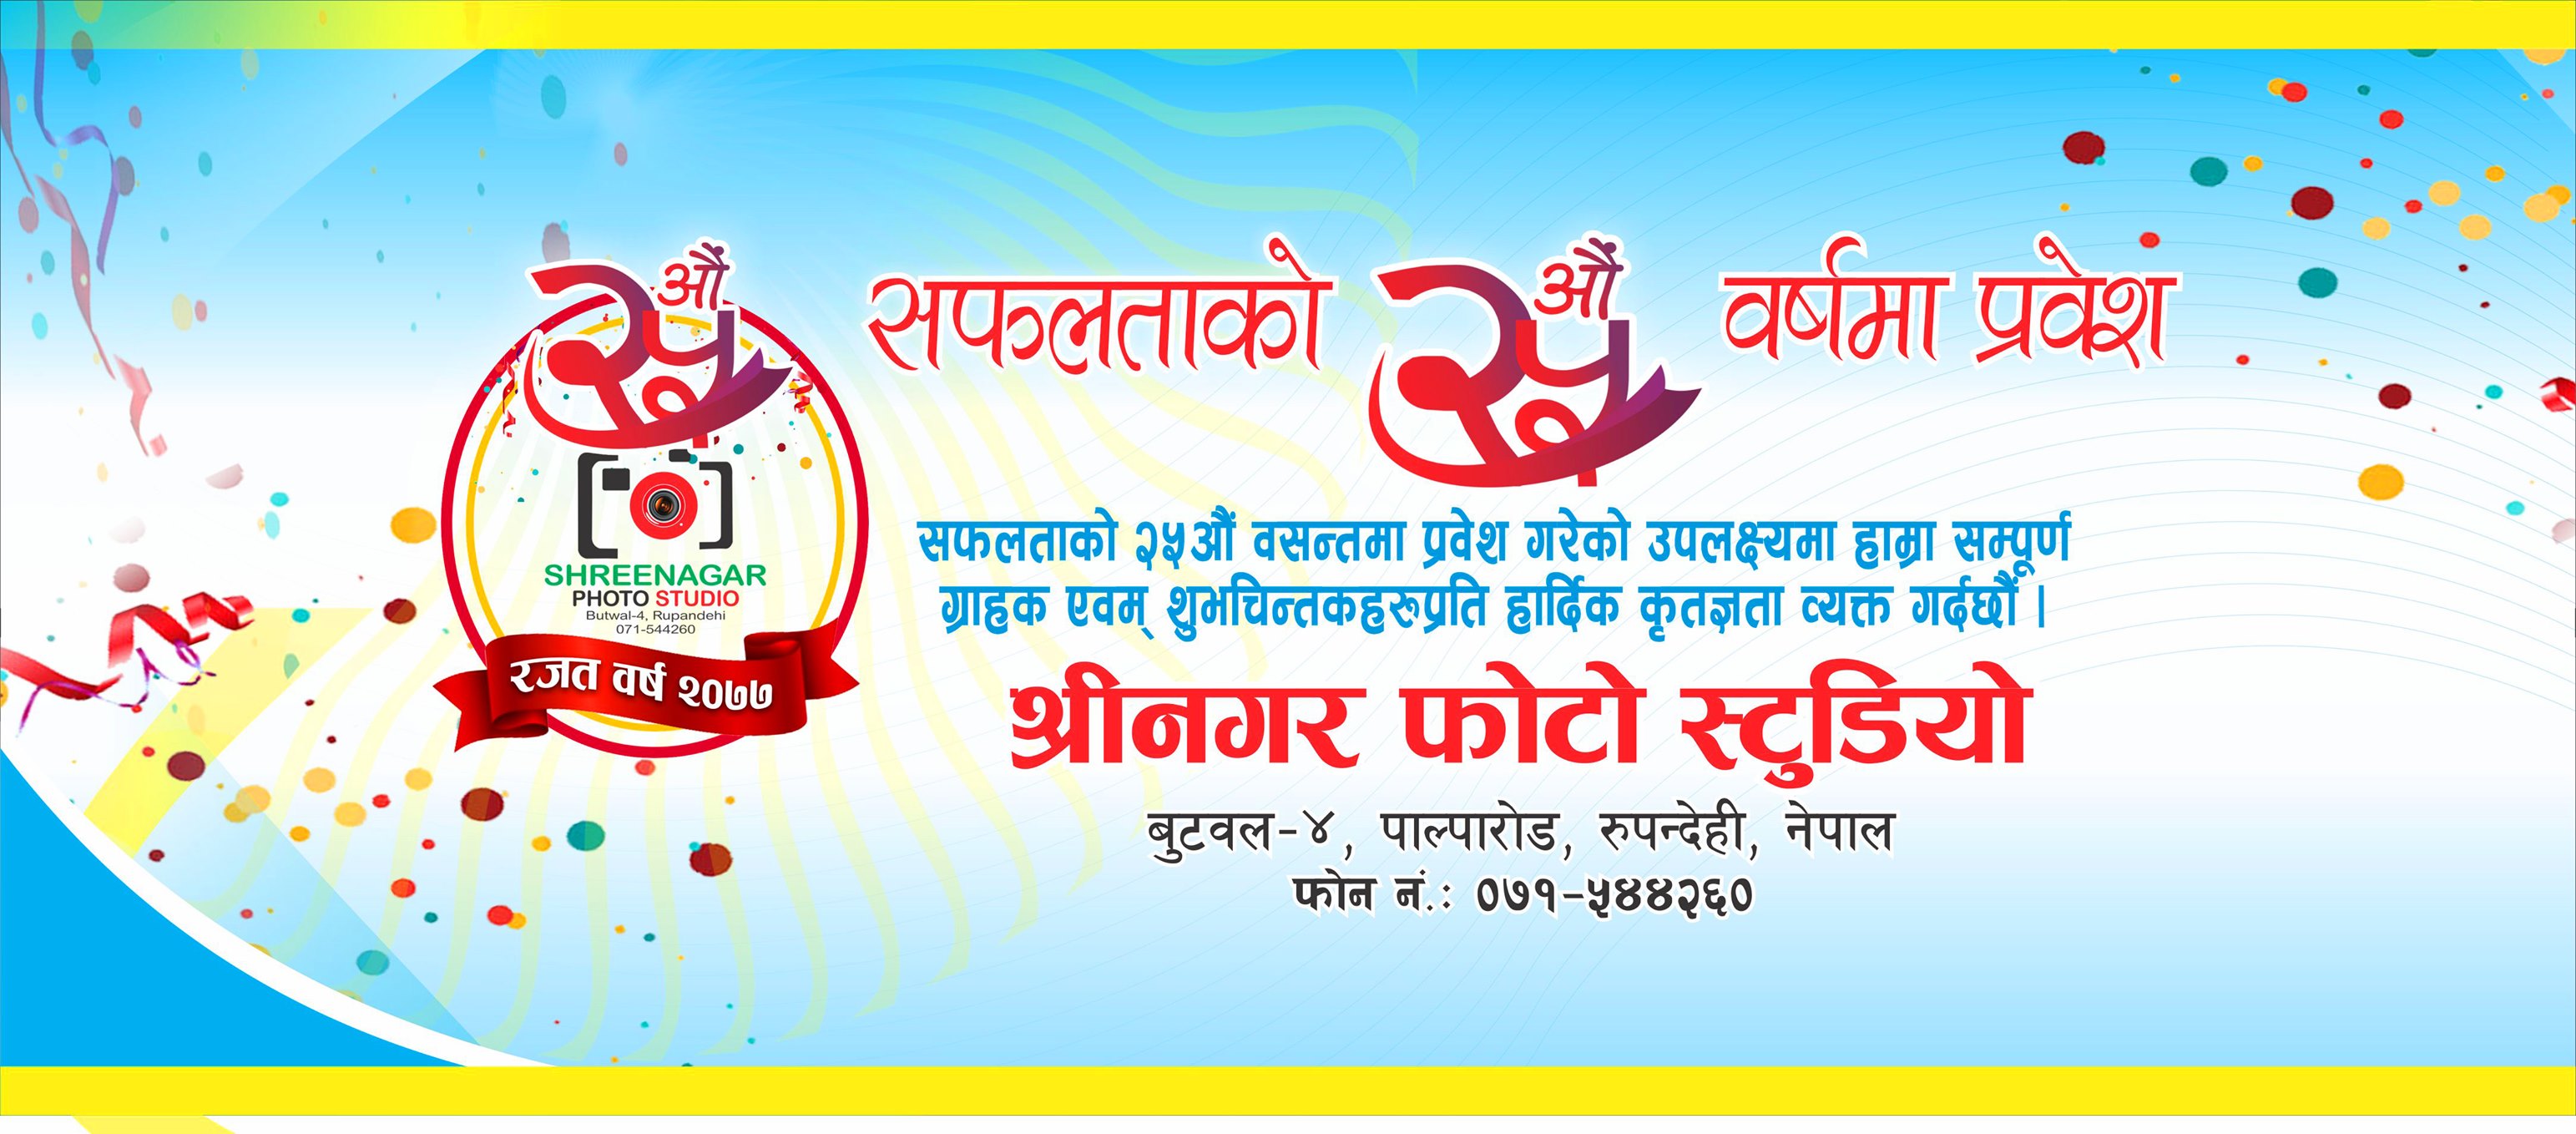 २५औं
SHREENAGAR
PHOTO STUDIO
Butwal-4, Rupandehi
071-544260
रजत वर्ष २०७७
सफलताको २५औं वर्षमा प्रवेश
सफलताको २५औं वसन्तमा प्रवेश गरेको उपलक्ष्यमा हाम्रा सम्पूर्ण
ग्राहक एवम् शुभचिन्तकहरुप्रति हार्दिक कृतज्ञता व्यक्त गर्दछौं ।
श्रीनगर फोटो स्टुडियो
बुटवल-४, पाल्पारोड, रुपन्देही, नेपाल
फोन नं.: ०७१-५४४२६०